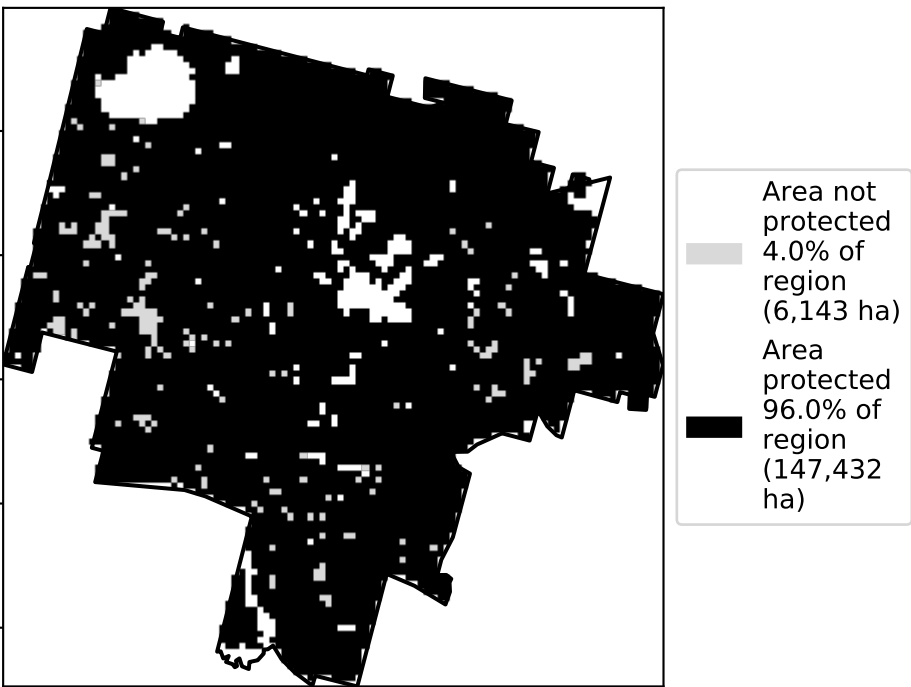 Area not
protected
4.0% of
region
(6,143 ha)
Area
protected
96.0% of
region
(147,432
ha)